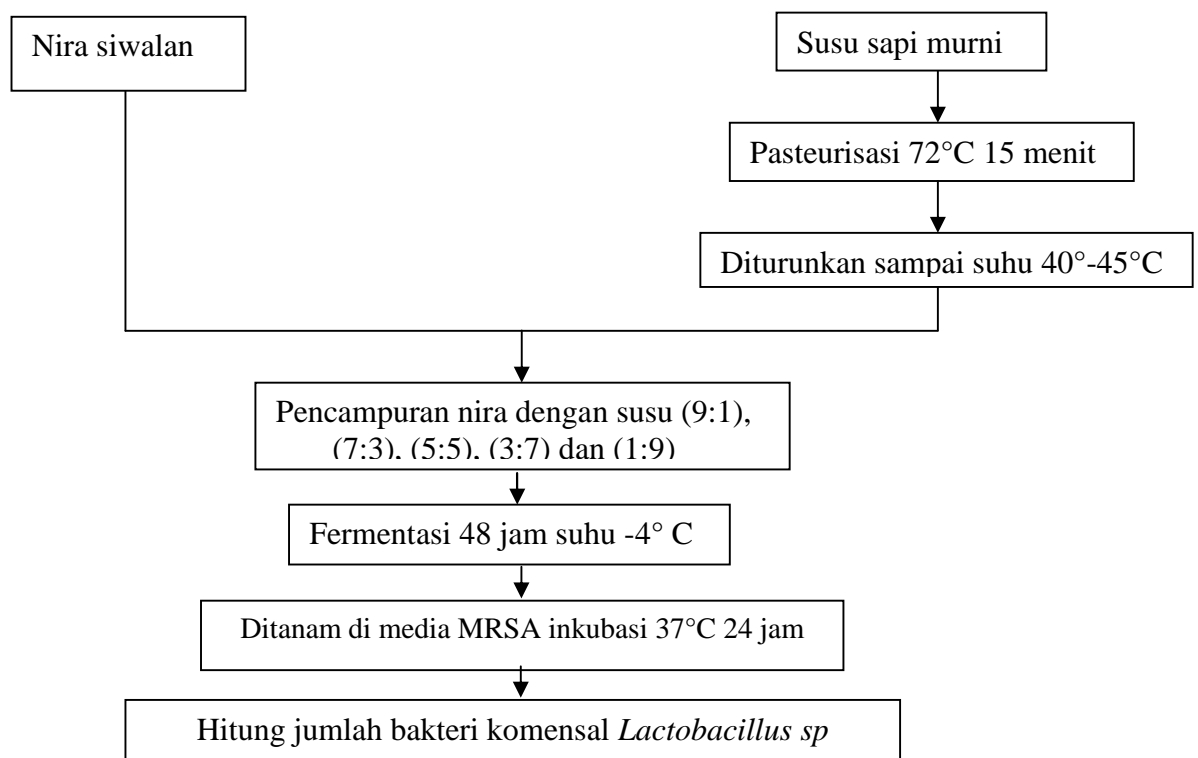 Nira siwalan
Susu sapi murni
Pasteurisasi 72°C 15 menit
Diturunkan sampai suhu 40°-45°C
Pencampuran nira dengan susu (9:1),
(7:3), (5:5), (3:7) dan (1:9)
Fermentasi 48 jam suhu -4° C
Ditanam di media MRSA inkubasi 37°C 24 jam
Hitung jumlah bakteri komensal Lactobacillus sp